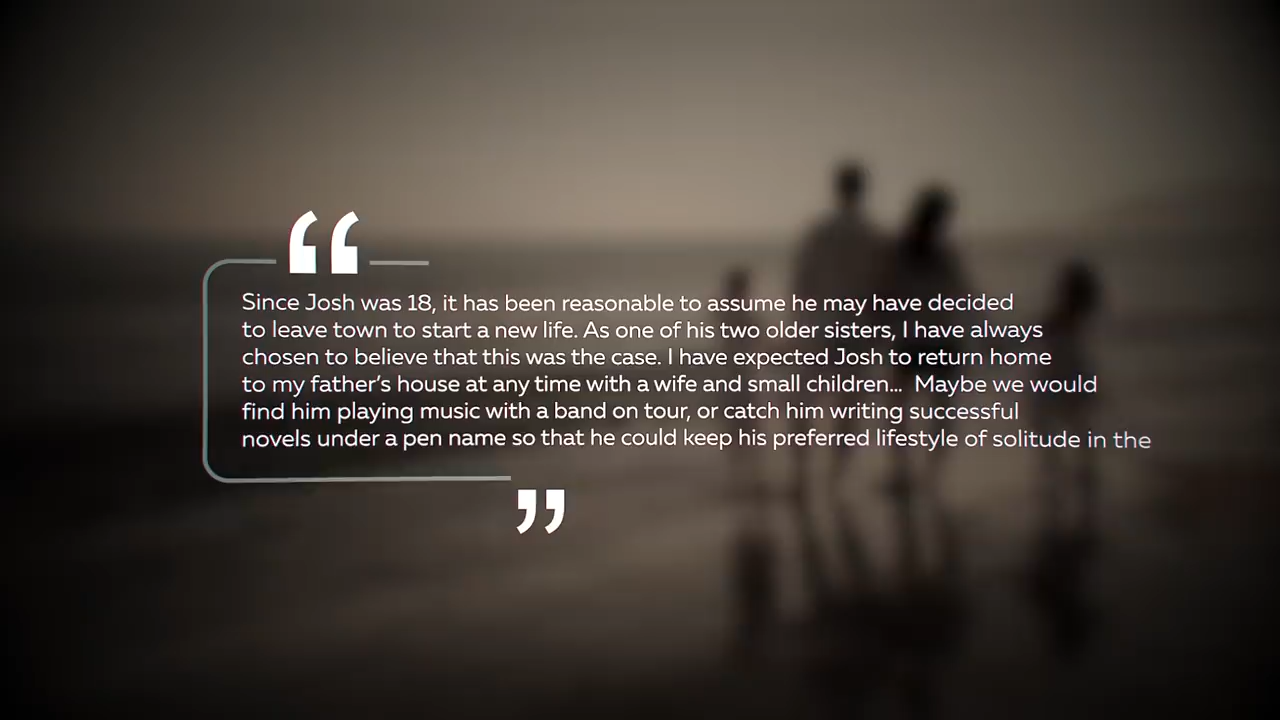 “
Since Josh was 18, it has been reasonable to assume he may have decided
to leave town to start a new life. As one of his two older sisters, I have always
chosen to believe that this was the case. I have expected Josh to return home
to my father’s house at any time with a wife and small children...  Maybe we would
find him playing music with a band on tour, or catch him writing successful
novels under a pen name so that he could keep his preferred lifestyle of solitude in the
”